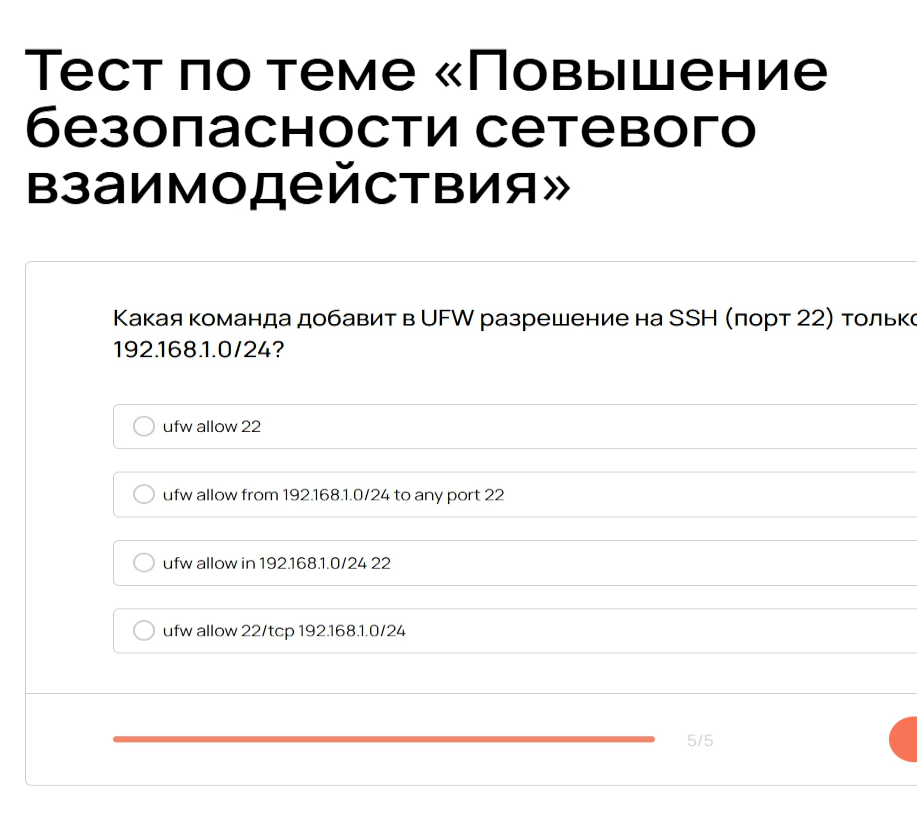 Тест по теме «Повышение
безопасности сетевого
взаимодействия»
Какая команда добавит в UFW разрешение на SSH (порт 22)
192.168.1.0/24?
ufw allow 22
ufw allow from 192.168.1.0/24 to any port 22
ufw allow in 192.168.1.0/24 22
ufw allow 22/tcp 192.168.1.0/24
5/5